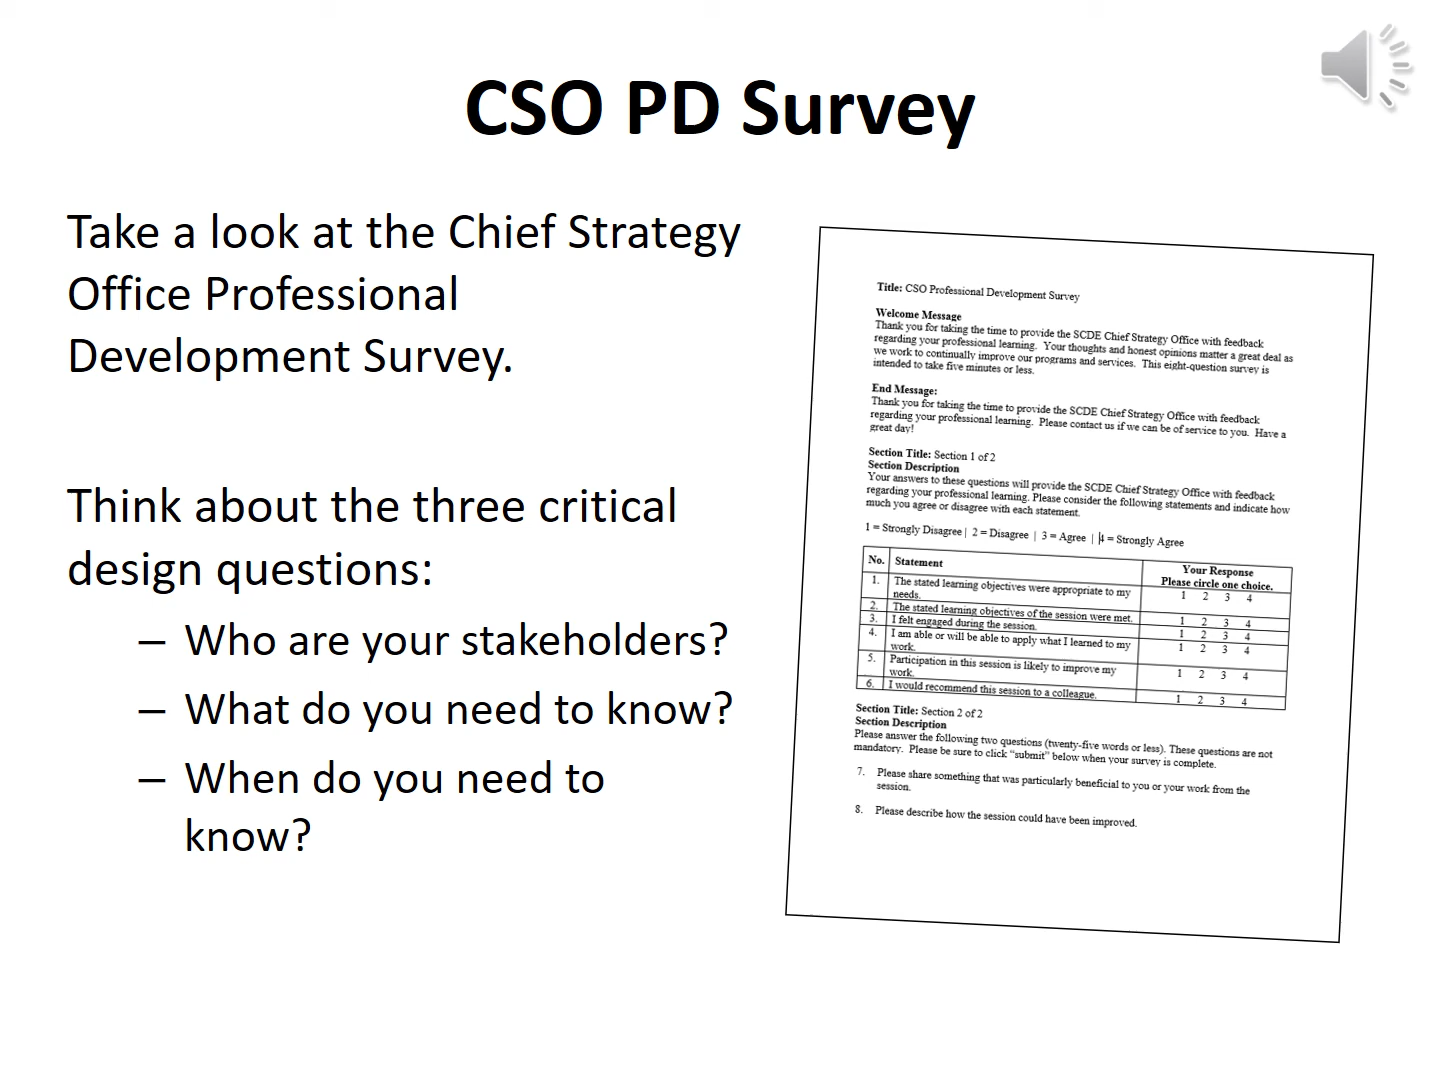 CSO PD Survey
Take a look at the Chief Strategy
Office Professional
Development Survey.
Think about the three critical
design questions:
– Who are your stakeholders?
– What do you need to know?
– When do you need to
know?
Title: CSO Professional Development Survey
Welcome Message
Thank you for taking the time to provide the SCDE Chief Strategy Office with feedback
regarding your professional learning. Your thoughts and honest opinions matter a great deal as
we work to continually improve our programs and services. This eight-question survey is
intended to take five minutes or less.
End Message:
Thank you for taking the time to provide the SCDE Chief Strategy Office with feedback
regarding your professional learning. Please contact us if we can be of service to you. Have a
great day!
Section Title: Section 1 of 2
Section Description
Your answers to these questions will provide the SCDE Chief Strategy Office with feedback
regarding your professional learning. Please consider the following statements and indicate how
much you agree or disagree with each statement.
1 = Strongly Disagree | 2 = Disagree | 3 = Agree | 4 = Strongly Agree
No. Statement Your Response
Please circle one choice.
1. The stated learning objectives were appropriate to my 1 2 3 4
needs.
2. The stated learning objectives of the session were met. 1 2 3 4
3. I felt engaged during the session. 1 2 3 4
4. I am able or will be able to apply what I learned to my 1 2 3 4
work.
5. Participation in this session is likely to improve my 1 2 3 4
work.
6. I would recommend this session to a colleague. 1 2 3 4
Section Title: Section 2 of 2
Section Description
Please answer the following two questions (twenty-five words or less). These questions are not
mandatory. Please be sure to click “submit” below when your survey is complete.
7. Please share something that was particularly beneficial to you or your work from the
session.
8. Please describe how the session could have been improved.